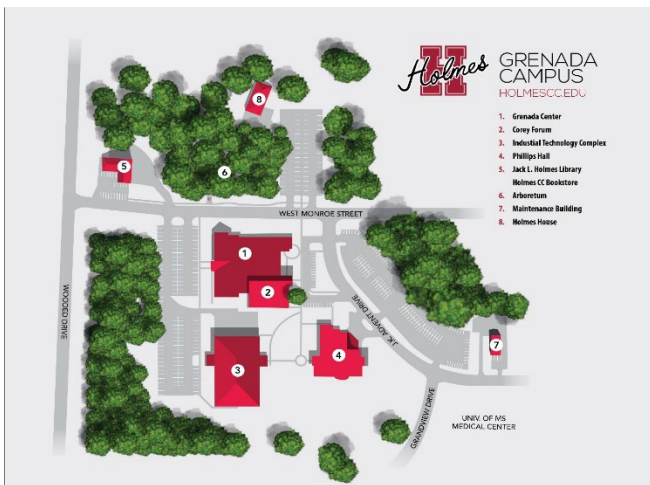 Holmes
H
GRENADA
CAMPUS
HOLMESCC.EDU
1. Grenada Center
2. Corey Forum
3. Industial Technology Complex
4. Phillips Hall
5. Jack L. Holmes Library
Holmes CC Bookstore
6. Arboretum
7. Maintenance Building
8. Holmes House
8
5
6
WEST MONROE STREET
1
2
WOODED DRIVE
J.K. ADVENT DRIVE
3
4
7
GRANDVIEW DRIVE
UNIV. OF MS
MEDICAL CENTER